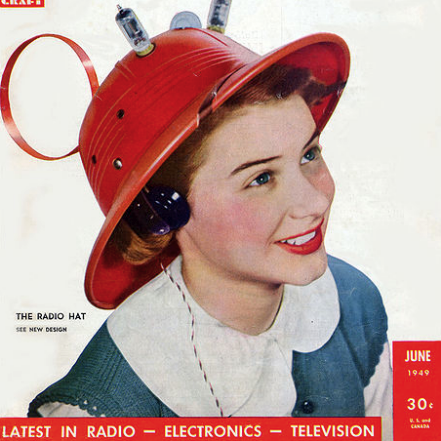 CRAFT
THE RADIO HAT
SEE NEW DESIGN
JUNE
1949
30¢
U. S. and
CANADA
LATEST IN RADIO — ELECTRONICS — TELEVISION